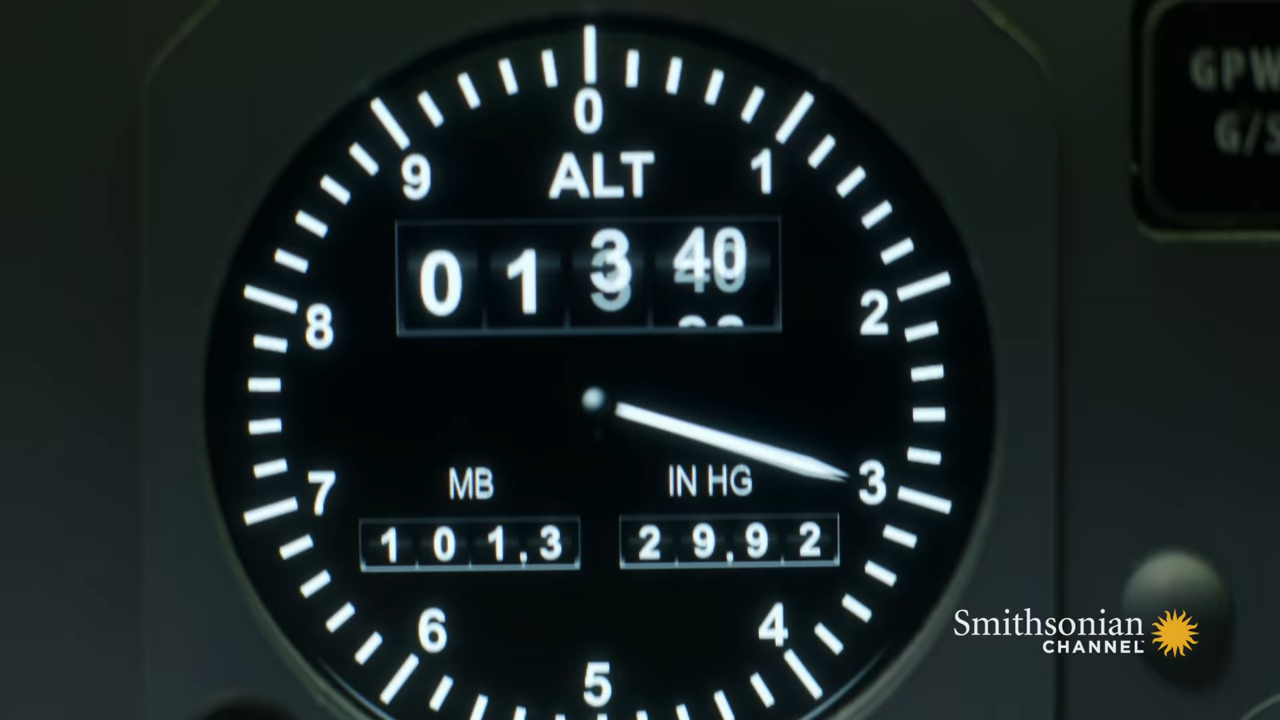 0
ALT
9
1
0 1 3 40
8
2
MB
IN HG
7
3
1 0 1,3
2 9,9 2
6
4
5
GPW
G/S
Smithsonian
CHANNEL